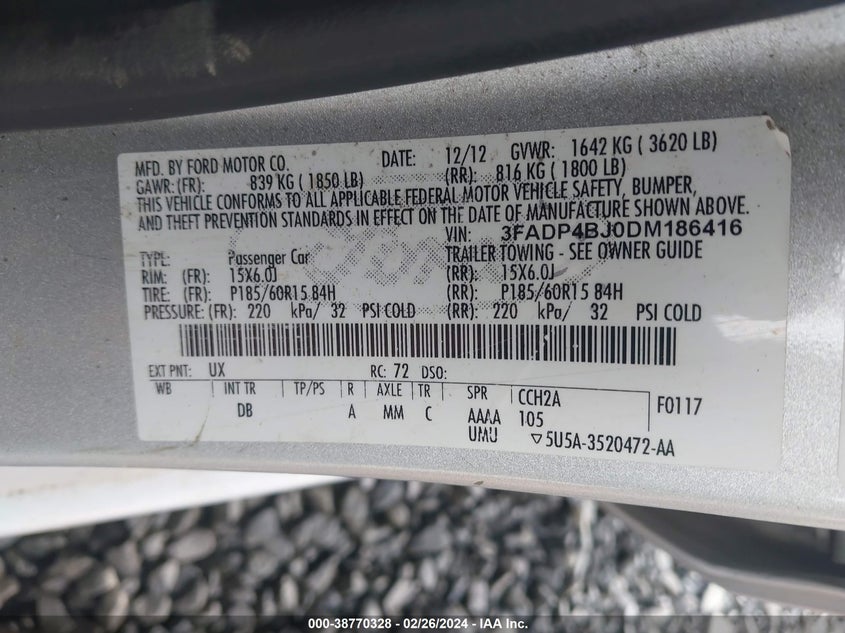 MFD. BY FORD MOTOR CO. DATE: 12/12 GVWR: 1642 KG ( 3620 LB)
GAWR: (FR): 839 KG ( 1850 LB) (RR): 816 KG ( 1800 LB)
THIS VEHICLE CONFORMS TO ALL APPLICABLE FEDERAL MOTOR VEHICLE SAFETY, BUMPER,
AND THEFT PREVENTION STANDARDS IN EFFECT ON THE DATE OF MANUFACTURE SHOWN ABOVE.
VIN: 3FADP4BJ0DM186416
TYPE: Passenger Car TRAILER TOWING - SEE OWNER GUIDE
RIM: (FR): 15X6.0J (RR): 15X6.0J
TIRE: (FR): P185/60R15 84H (RR): P185/60R15 84H
PRESSURE: (FR): 220 kPa/ 32 PSI COLD (RR): 220 kPa/ 32 PSI COLD
EXT PNT: UX RC: 72 DSO:
WB INT TR TP/PS R AXLE TR SPR CCH2A F0117
DB A MM C AAAA 105
UMU ▽5U5A-3520472-AA
000-38770328 - 02/26/2024 - IAA Inc.